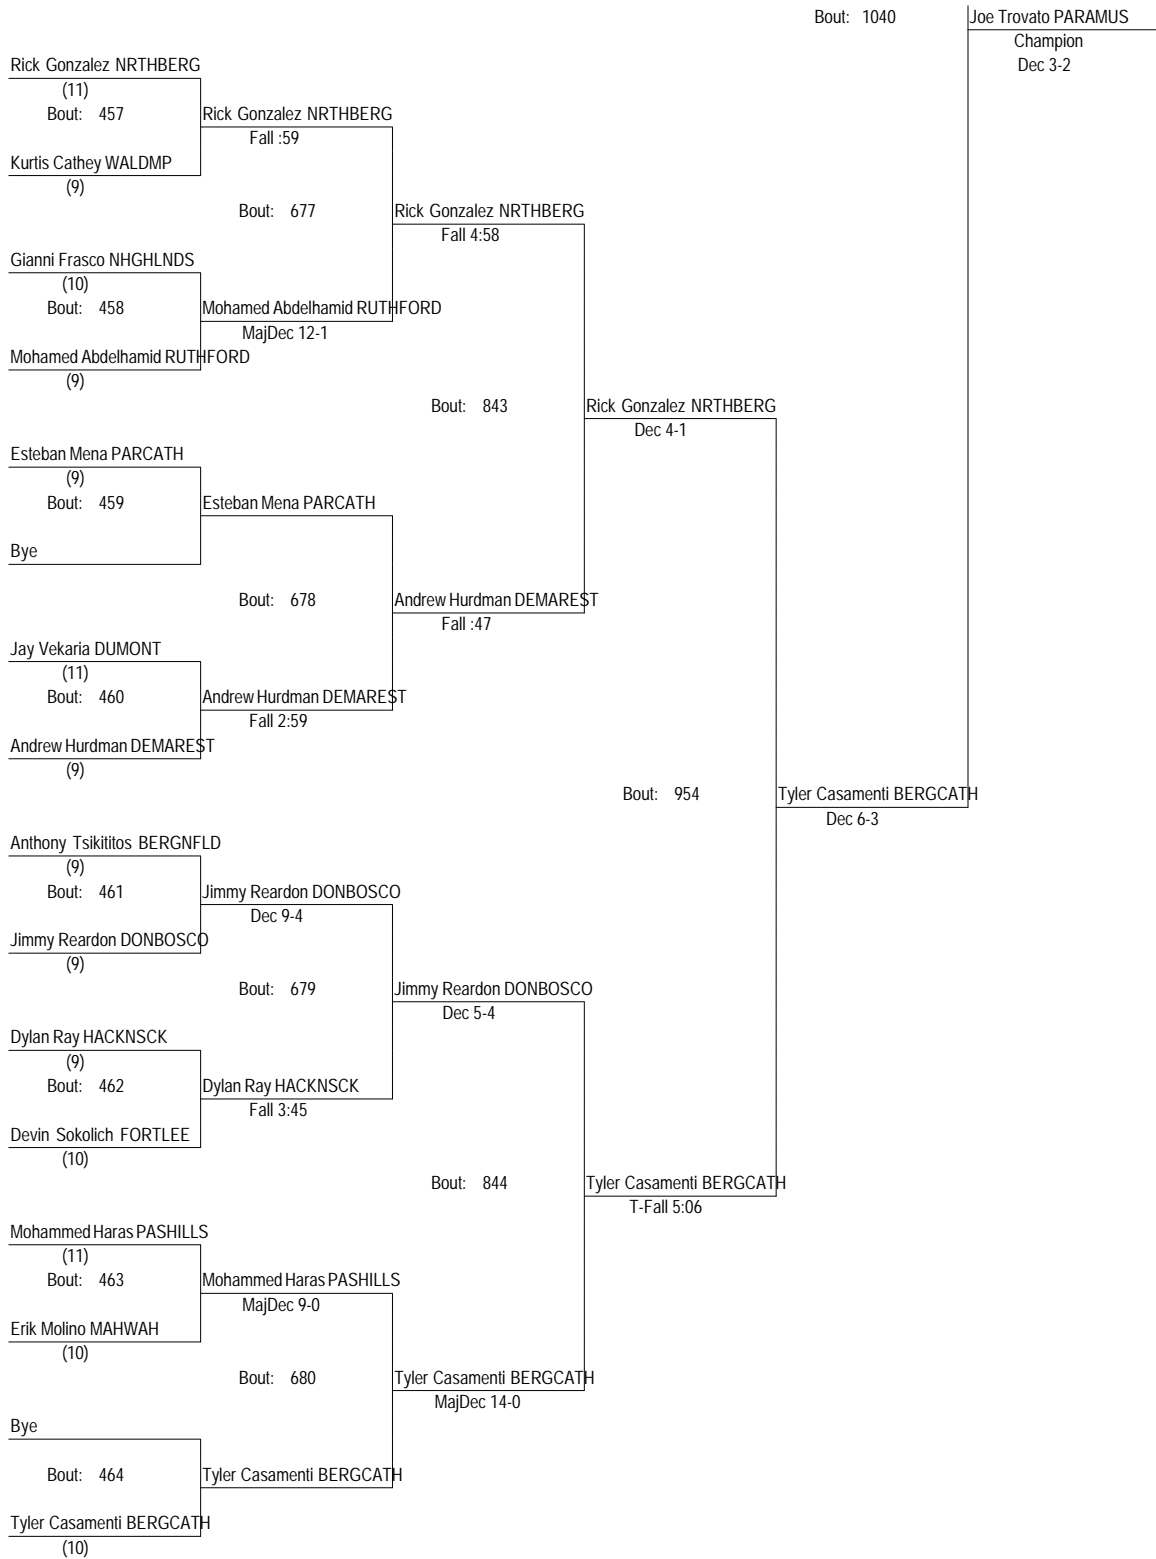 Bout: 1040
Joe Trovato PARAMUS
Champion
Dec 3-2
Rick Gonzalez NRTHBERG
(11)
Bout: 457
Rick Gonzalez NRTHBERG
Fall :59
Kurtis Cathey WALDMP
(9)
Bout: 677
Rick Gonzalez NRTHBERG
Fall 4:58
Gianni Frasco NHGHLNDS
(10)
Bout: 458
Mohamed Abdelhamid RUTHFORD
MajDec 12-1
Mohamed Abdelhamid RUTHFORD
(9)
Bout: 843
Rick Gonzalez NRTHBERG
Dec 4-1
Esteban Mena PARCATH
(9)
Bout: 459
Esteban Mena PARCATH
Bye
Bout: 678
Andrew Hurdman DEMAREST
Fall :47
Jay Vekaria DUMONT
(11)
Bout: 460
Andrew Hurdman DEMAREST
Fall 2:59
Andrew Hurdman DEMAREST
(9)
Bout: 954
Tyler Casamenti BERGCATH
Dec 6-3
Anthony Tsikititos BERGNFLD
(9)
Bout: 461
Jimmy Reardon DONBOSCO
Dec 9-4
Jimmy Reardon DONBOSCO
(9)
Bout: 679
Jimmy Reardon DONBOSCO
Dec 5-4
Dylan Ray HACKNSCK
(9)
Bout: 462
Dylan Ray HACKNSCK
Fall 3:45
Devin Sokolich FORTLEE
(10)
Bout: 844
Tyler Casamenti BERGCATH
T-Fall 5:06
Mohammed Haras PASHILLS
(11)
Bout: 463
Mohammed Haras PASHILLS
MajDec 9-0
Erik Molino MAHWAH
(10)
Bout: 680
Tyler Casamenti BERGCATH
MajDec 14-0
Bye
Bout: 464
Tyler Casamenti BERGCATH
Tyler Casamenti BERGCATH
(10)